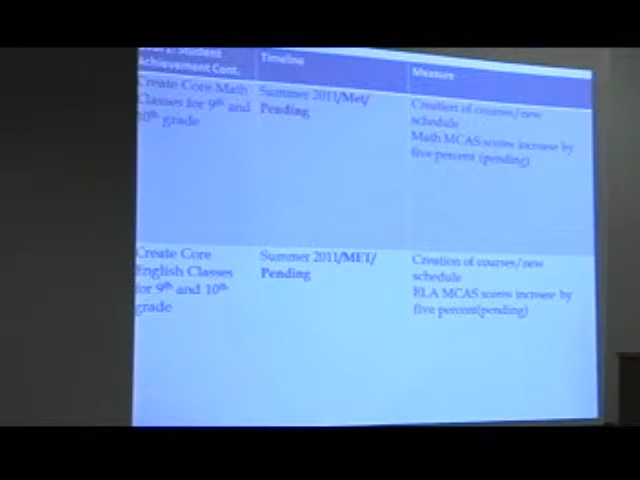 Student
Achievement Cont.
Timeline
Measure
Create Core Math
Classes for 9th and
10th grade
Summer 2011/Met/
Pending
Creation of courses/new
schedule
Math MCAS scores increase by
five percent (pending)
Create Core
English Classes
for 9th and 10th
grade
Summer 2011/MET/
Pending
Creation of courses/new
schedule
ELA MCAS scores increase by
five percent(pending)